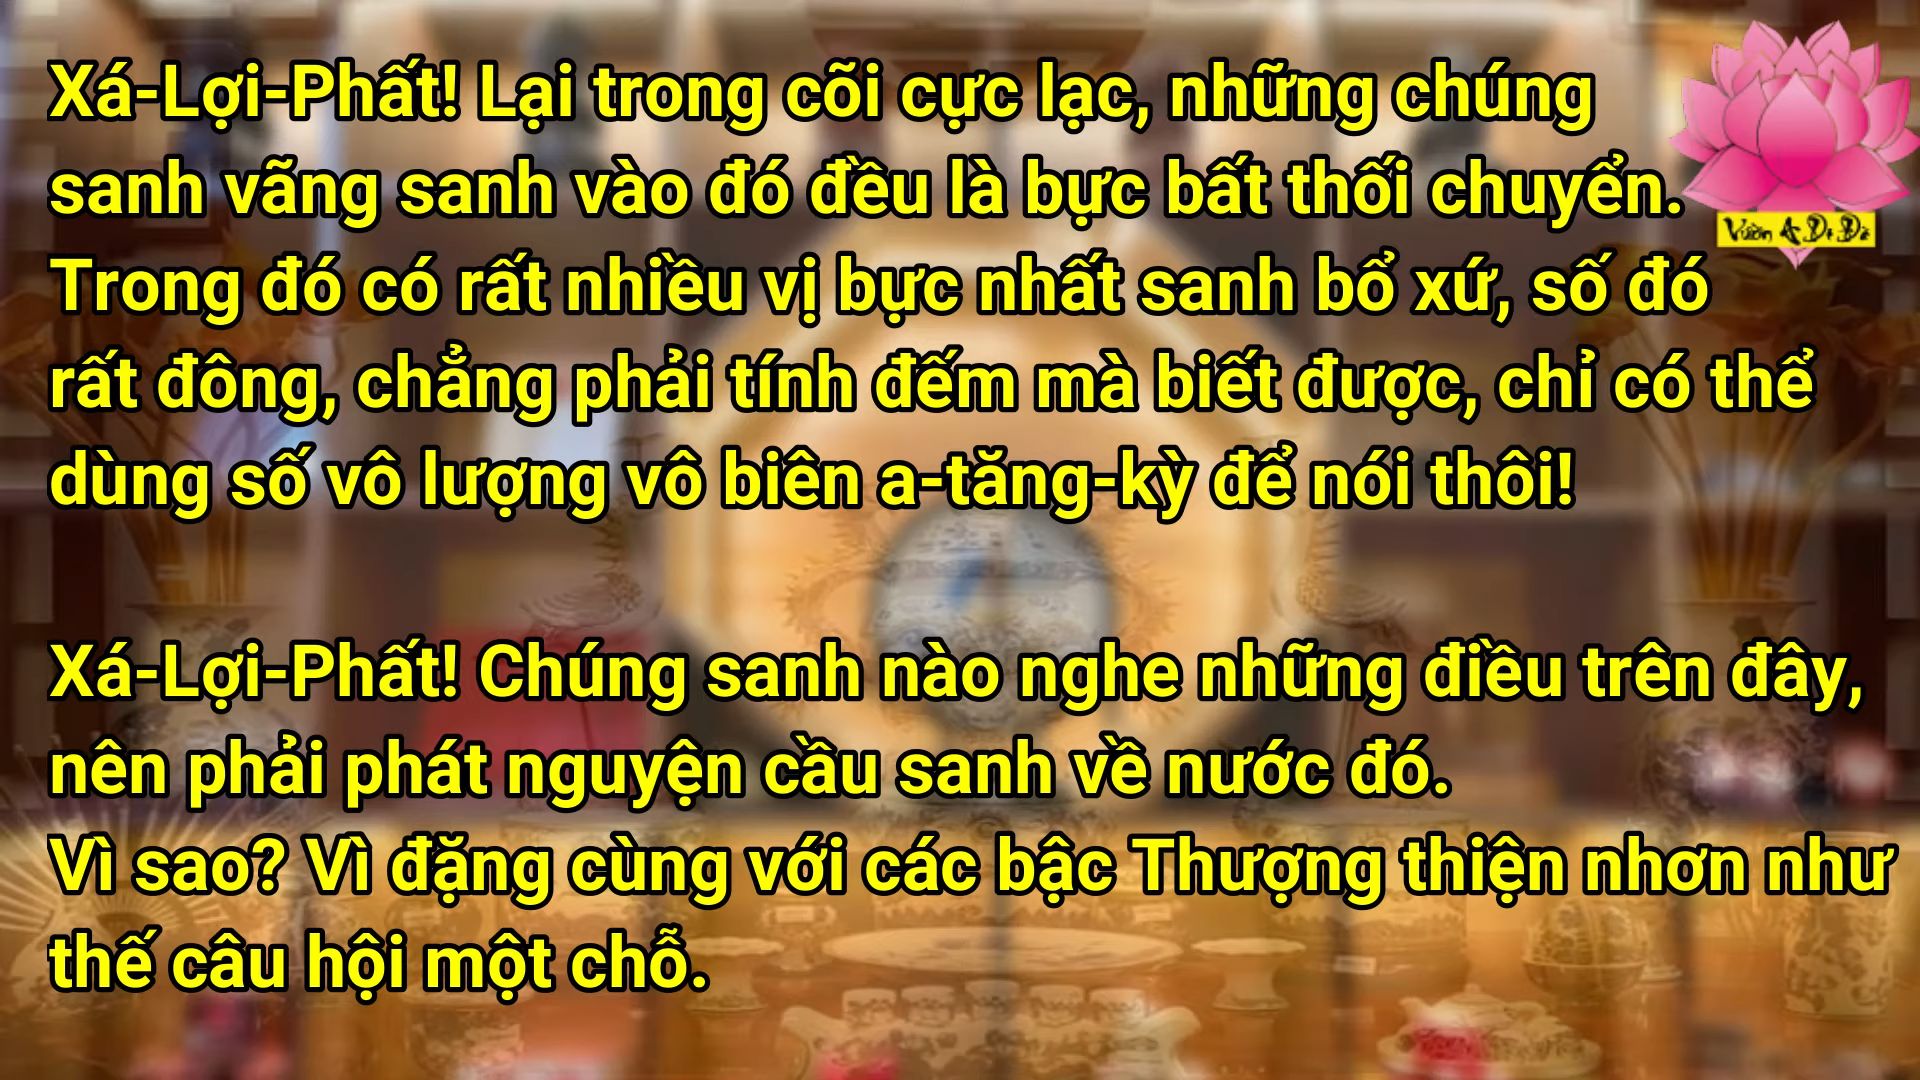 Xá-Lợi-Phất! Lại trong cõi cực lạc, những chúng
sanh vãng sanh vào đó đều là bực bất thối chuyển.
Trong đó có rất nhiều vị bực nhất sanh bổ xứ, số đó
rất đông, chẳng phải tính đếm mà biết được, chỉ có thể
dùng số vô lượng vô biên a-tăng-kỳ để nói thôi!
Xá-Lợi-Phất! Chúng sanh nào nghe những điều trên đây,
nên phải phát nguyện cầu sanh về nước đó.
Vì sao? Vì đặng cùng với các bậc Thượng thiện nhơn như
thế câu hội một chỗ.
Vườn A Di Đà